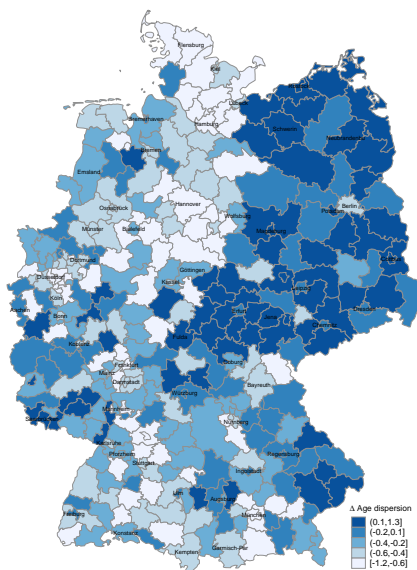 Flensburg
Kiel
Rostock
Lübeck
Schwerin
Hamburg
Bremerhaven
Neubrandenburg
Bremen
Emsland
Berlin
Osnabrück
Hannover
Wolfsburg
Potsdam
Münster
Bielefeld
Magdeburg
Cottbus
Dortmund
Göttingen
Düsseldorf
Kassel
Leipzig
Köln
Erfurt
Dresden
Aachen
Bonn
Jena
Chemnitz
Fulda
Koblenz
Coburg
Frankfurt
Mainz
Darmstadt
Bayreuth
Würzburg
Mannheim
Saarbrücken
Nürnberg
Karlsruhe
Pforzheim
Regensburg
Stuttgart
Ingolstadt
Ulm
Augsburg
Freiburg
München
Konstanz
Kempten
Garmisch-Par
Δ Age dispersion
(0.1,1.3]
(-0.2,0.1]
(-0.4,-0.2]
(-0.6,-0.4]
[-1.2,-0.6]